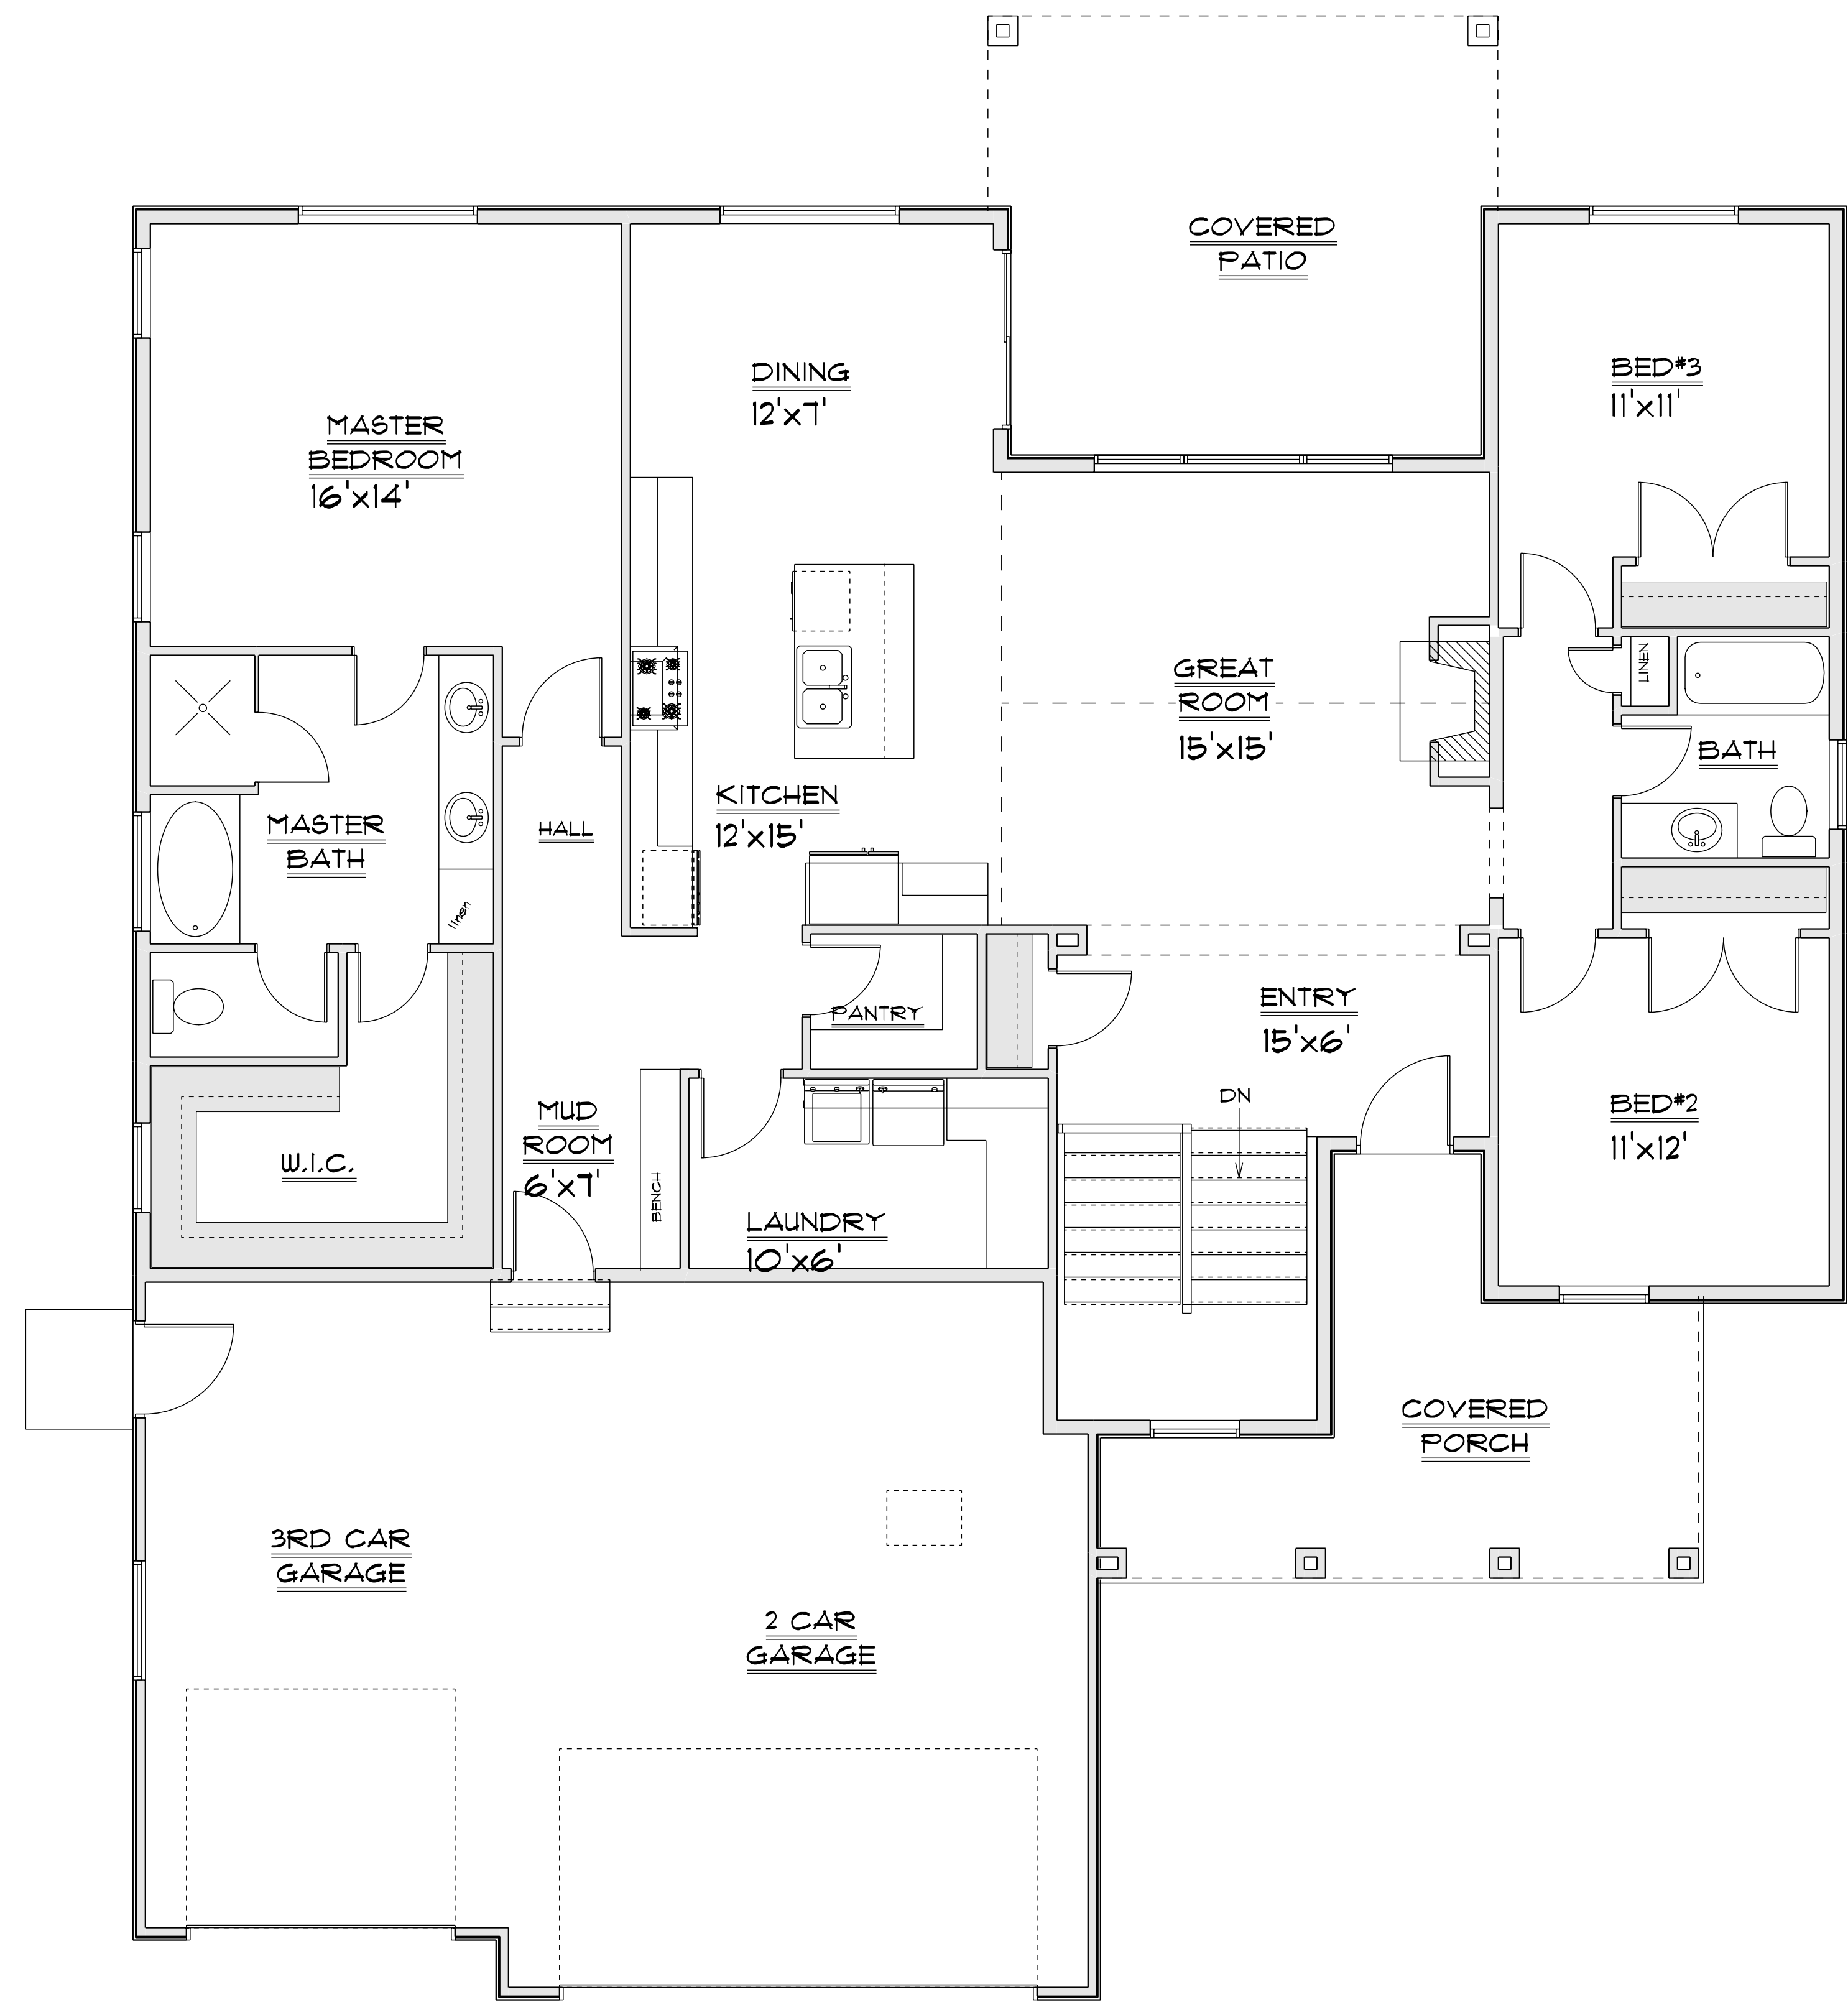 COVERED
PATIO
BED#3
11'x11'
DINING
12'x7'
MASTER
BEDROOM
16'x14'
GREAT
ROOM
15'x15'
LINEN
BATH
KITCHEN
12'x15'
HALL
MASTER
BATH
linen
PANTRY
ENTRY
15'x6'
DN
BED#2
11'x12'
MUD
ROOM
6'x7'
BENCH
W.I.C.
LAUNDRY
10'x6'
COVERED
PORCH
3RD CAR
GARAGE
2 CAR
GARAGE